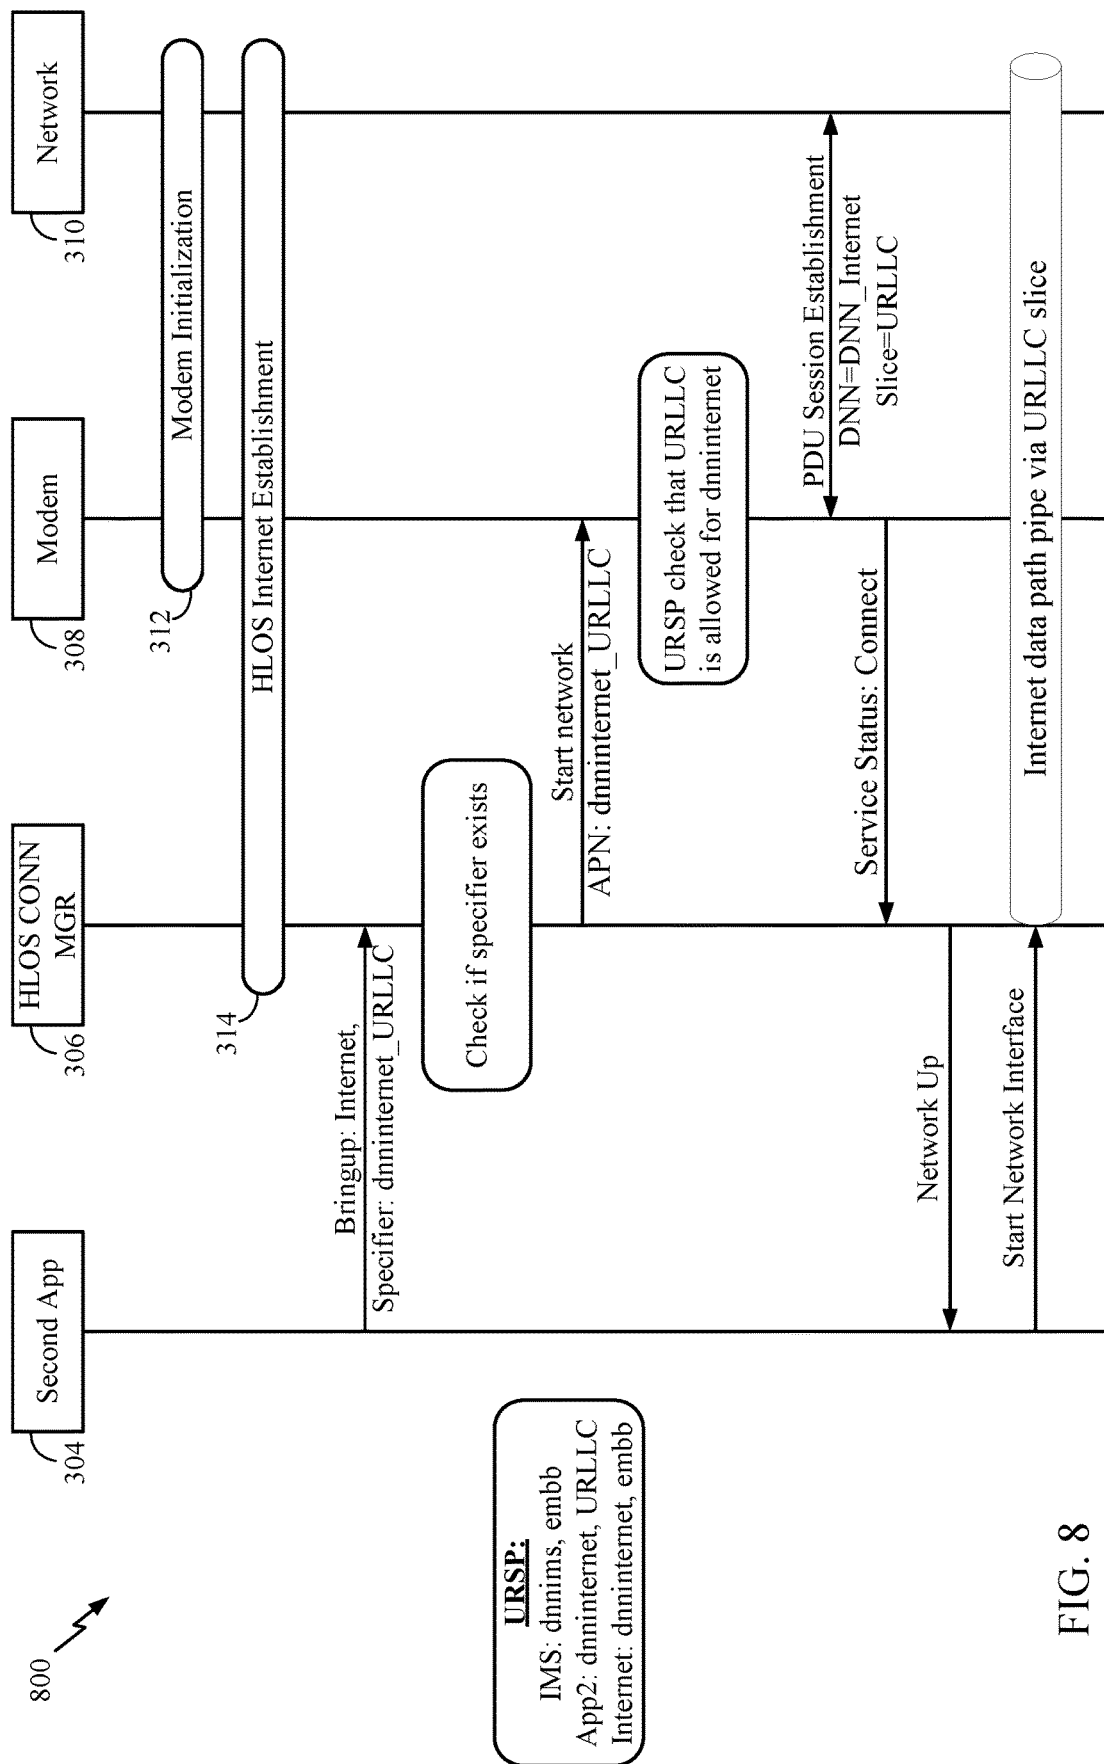 800
Second App
304
HLOS CONN
MGR
306
Modem
308
Network
310
Modem Initialization
312
HLOS Internet Establishment
314
Bringup: Internet,
Specifier: dnninternet_URLLC
Check if specifier exists
URSP:
IMS: dnnims, embb
App2: dnninternet, URLLC
Internet: dnninternet, embb
Start network
APN: dnninternet_URLLC
URSP check that URLLC
is allowed for dnninternet
PDU Session Establishment
DNN=DNN_Internet
Slice=URLLC
Service Status: Connect
Network Up
Start Network Interface
Internet data path pipe via URLLC slice
FIG. 8